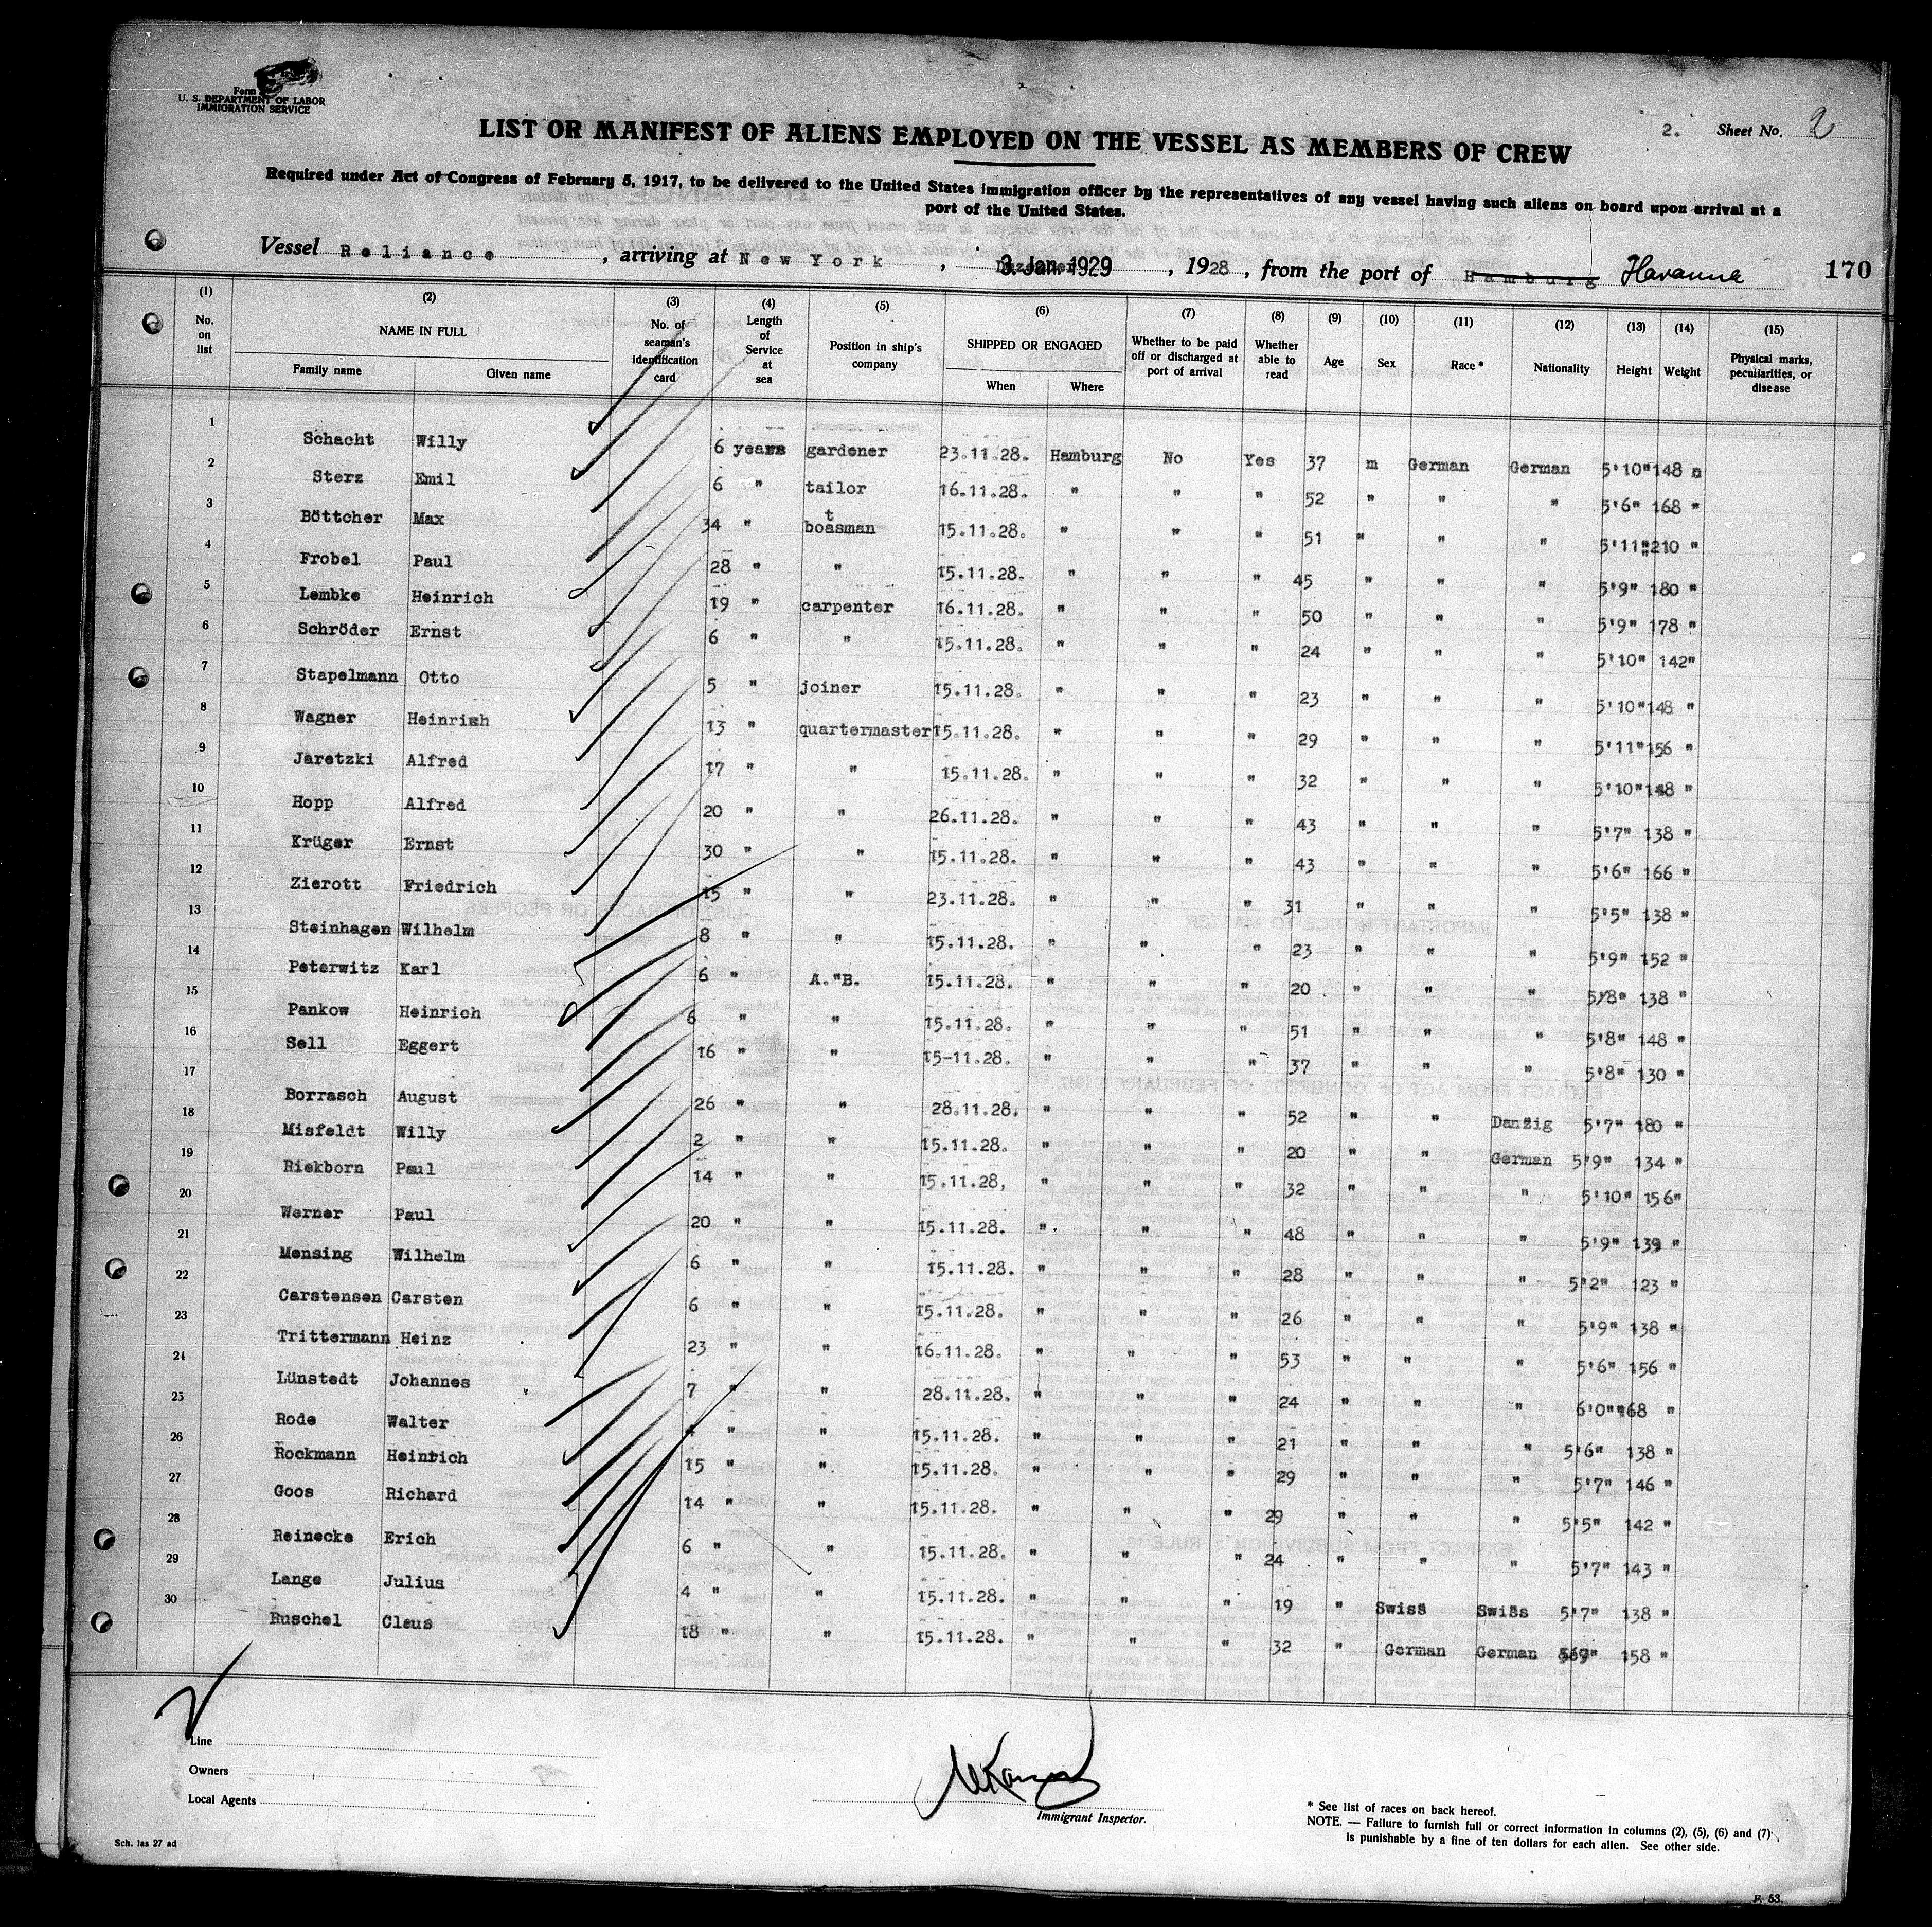 Form
U. S. DEPARTMENT OF LABOR
IMMIGRATION SERVICE
2. Sheet No. 2
LIST OR MANIFEST OF ALIENS EMPLOYED ON THE VESSEL AS MEMBERS OF CREW
Required under Act of Congress of February 5, 1917, to be delivered to the United States immigration officer by the representatives of any vessel having such aliens on board upon arrival at a
port of the United States.
Vessel Reliance, arriving at New York, 3 Jan 1929, 1928, from the port of Hamburg Havanna 170
(1) (2) (3) (4) (5) (6) (7) (8) (9) (10) (11) (12) (13) (14) (15)
No. on list NAME IN FULL Family name Given name No. of seaman's identification card Length of Service at sea Position in ship's company SHIPPED OR ENGAGED When Where Whether to be paid off or discharged at port of arrival Whether able to read Age Sex Race * Nationality Height Weight Physical marks, peculiarities, or disease
1 Schacht Willy 6 years gardener 23.11.28. Hamburg No Yes 37 m German German 5'10" 148
2 Sterz Emil 6 " tailor 16.11.28. " " " 52 " " " 5'6" 168 "
3 Böttcher Max 34 " boatsman 15.11.28. " " " 51 " " " 5'11" 210 "
4 Frobel Paul 28 " " 15.11.28. " " " 45 " " " 5'9" 180 "
5 Lembke Heinrich 19 " carpenter 16.11.28. " " " 50 " " " 5'9" 178 "
6 Schröder Ernst 6 " " 15.11.28. " " " 24 " " " 5'10" 142"
7 Stapelmann Otto 5 " joiner 15.11.28. " " " 23 " " " 5'10" 148 "
8 Wagner Heinrich 13 " quartermaster 15.11.28. " " " 29 " " " 5'11" 156 "
9 Jaretzki Alfred 17 " " 15.11.28. " " " 32 " " " 5'10" 148 "
10 Hopp Alfred 20 " " 26.11.28. " " " 43 " " " 5'7" 138 "
11 Krüger Ernst 30 " " 15.11.28. " " " 43 " " " 5'6" 166 "
12 Zierott Friedrich 15 " " 23.11.28. " " " 31 " " " 5'5" 138 "
13 Steinhagen Wilhelm 8 " " 15.11.28. " " " 23 " " " 5'9" 152 "
14 Peterwitz Karl 6 " A."B. 15.11.28. " " " 20 " " " 5'8" 138 "
15 Pankow Heinrich 6 " " 15.11.28. " " " 51 " " " 5'8" 148 "
16 Sell Eggert 16 " " 15-11.28. " " " 37 " " " 5'8" 130 "
17 Borrasch August 26 " " 28.11.28. " " " 52 " " Danzig 5'7" 180 "
18 Misfeldt Willy 2 " " 15.11.28. " " " 20 " " German 5'9" 134 "
19 Riekborn Paul 14 " " 15.11.28, " " " 32 " " " 5'10" 156"
20 Werner Paul 20 " " 15.11.28. " " " 48 " " " 5'9" 139 "
21 Mensing Wilhelm 6 " " 15.11.28. " " " 28 " " " 5'2" 123 "
22 Carstensen Carsten 6 " " 15.11.28. " " " 26 " " " 5'9" 138 "
23 Trittermann Heinz 23 " " 16.11.28. " " " 53 " " " 5'6" 156 "
24 Lünstedt Johannes 7 " " 28.11.28. " " " 24 " " " 6'0" 168 "
25 Rode Walter 4 " " 15.11.28. " " " 21 " " " 5'6" 138 "
26 Rockmann Heinrich 15 " " 15.11.28. " " " 29 " " " 5'7" 146 "
27 Goos Richard 14 " " 15.11.28. " " " 29 " " " 5'5" 142 "
28 Reinecke Erich 6 " " 15.11.28. " " " 24 " " " 5'7" 143 "
29 Lange Julius 4 " " 15.11.28. " " " 19 " Swiss Swiss 5'7" 138 "
30 Ruschel Claus 18 " " 15.11.28. " " " 32 " German German 158 "
Line
Owners
Local Agents
Immigrant Inspector.
* See list of races on back hereof.
NOTE. — Failure to furnish full or correct information in columns (2), (5), (6) and (7)
is punishable by a fine of ten dollars for each alien. See other side.
Sch. las 27 ad
F. 53.